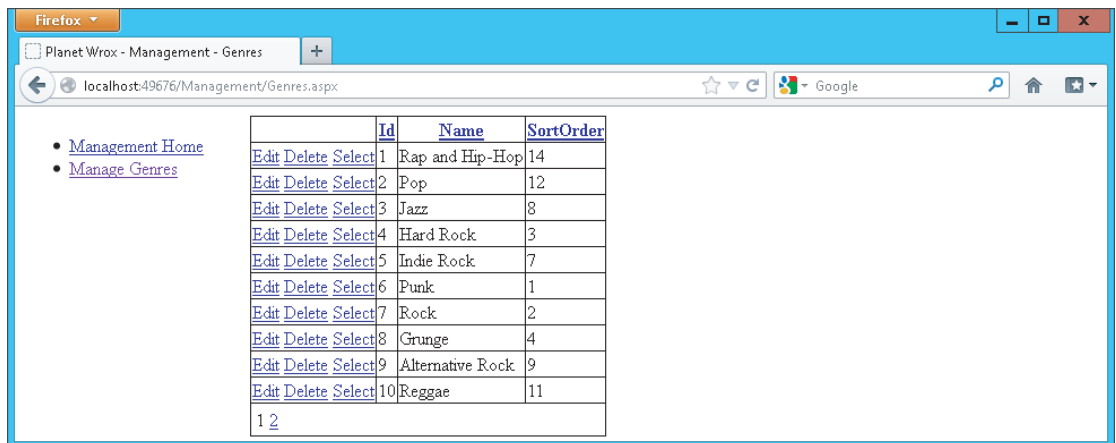 Firefox
Planet Wrox - Management - Genres
localhost:49676/Management/Genres.aspx
Google
Management Home
Manage Genres
Id Name SortOrder
Edit Delete Select 1 Rap and Hip-Hop 14
Edit Delete Select 2 Pop 12
Edit Delete Select 3 Jazz 8
Edit Delete Select 4 Hard Rock 3
Edit Delete Select 5 Indie Rock 7
Edit Delete Select 6 Punk 1
Edit Delete Select 7 Rock 2
Edit Delete Select 8 Grunge 4
Edit Delete Select 9 Alternative Rock 9
Edit Delete Select 10 Reggae 11
1 2